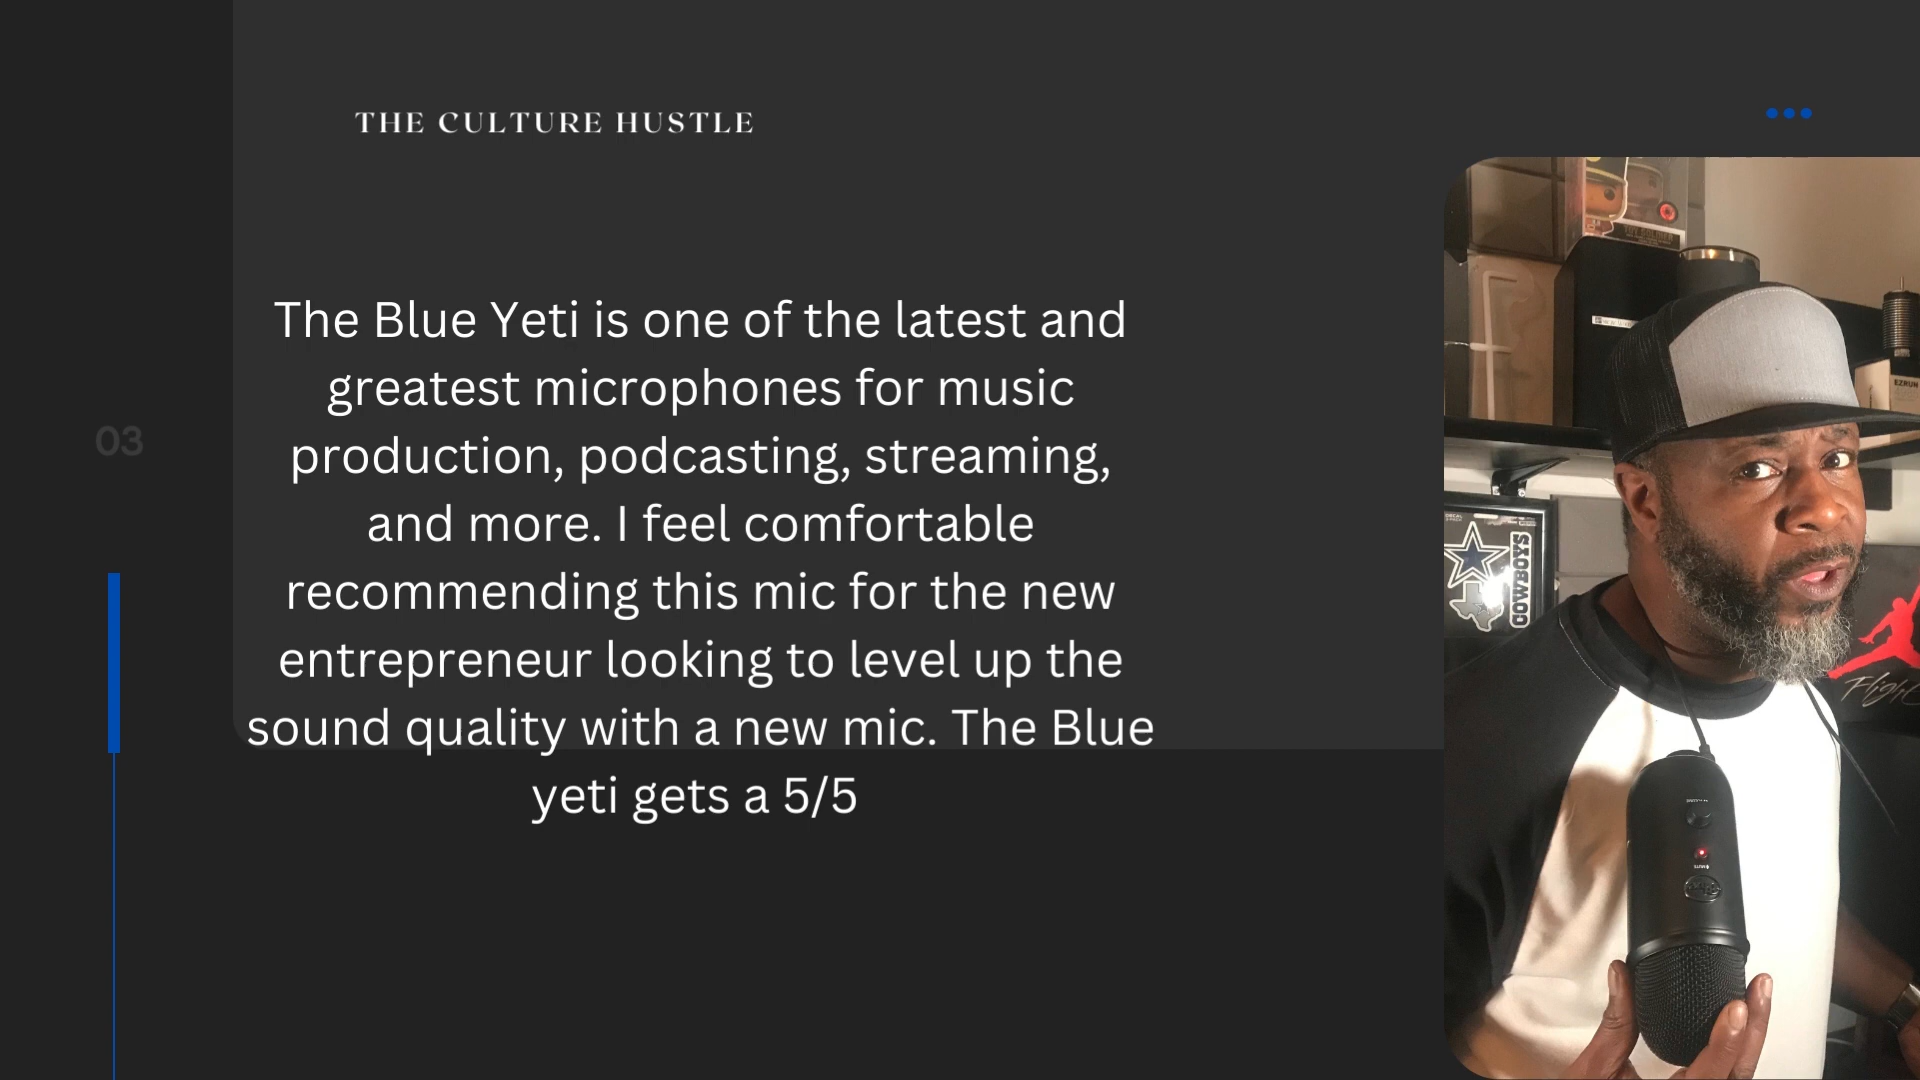 THE CULTURE HUSTLE
The Blue Yeti is one of the latest and
greatest microphones for music
production, podcasting, streaming,
and more. I feel comfortable
recommending this mic for the new
entrepreneur looking to level up the
sound quality with a new mic. The Blue
yeti gets a 5/5
03
COWBOYS
EZRUN
Flight